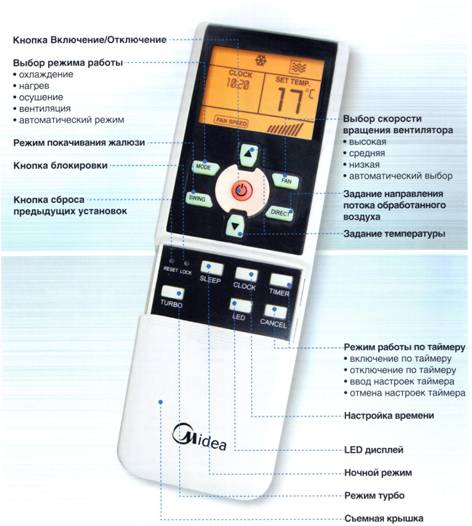 Кнопка Включение/Отключение
Выбор режима работы
• охлаждение
• нагрев
• осушение
• вентиляция
• автоматический режим
Режим покачивания жалюзи
Кнопка блокировки
Кнопка сброса
предыдущих установок
CLOCK
10:20
SET TEMP.
17°C
FAN SPEED
MODE
FAN
SWING
DIRECT
RESET LOCK
SLEEP
CLOCK
TIMER
TURBO
LED
CANCEL
Midea
Выбор скорости
вращения вентилятора
• высокая
• средняя
• низкая
• автоматический выбор
Задание направления
потока обработанного
воздуха
Задание температуры
Режим работы по таймеру
• включение по таймеру
• отключение по таймеру
• ввод настроек таймера
• отмена настроек таймера
Настройка времени
LED дисплей
Ночной режим
Режим турбо
Съемная крышка